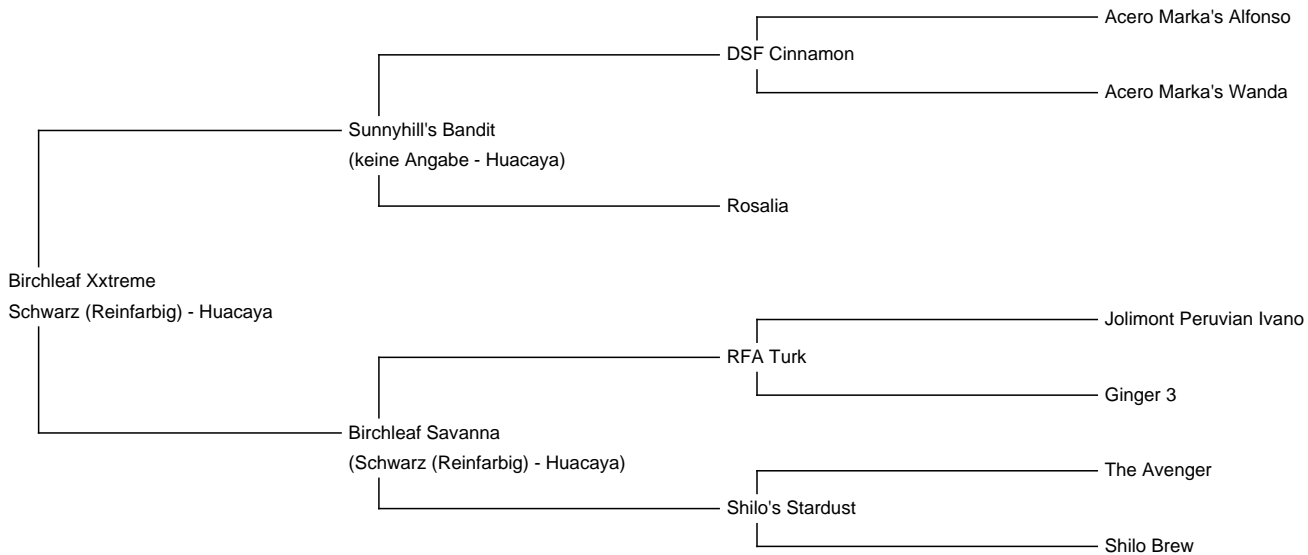 Acero Marka's Alfonso
DSF Cinnamon
Acero Marka's Wanda
Sunnyhill's Bandit
(keine Angabe - Huacaya)
Rosalia
Birchleaf Xxtreme
Schwarz (Reinfarbig) - Huacaya
Jolimont Peruvian Ivano
RFA Turk
Ginger 3
Birchleaf Savanna
(Schwarz (Reinfarbig) - Huacaya)
The Avenger
Shilo's Stardust
Shilo Brew